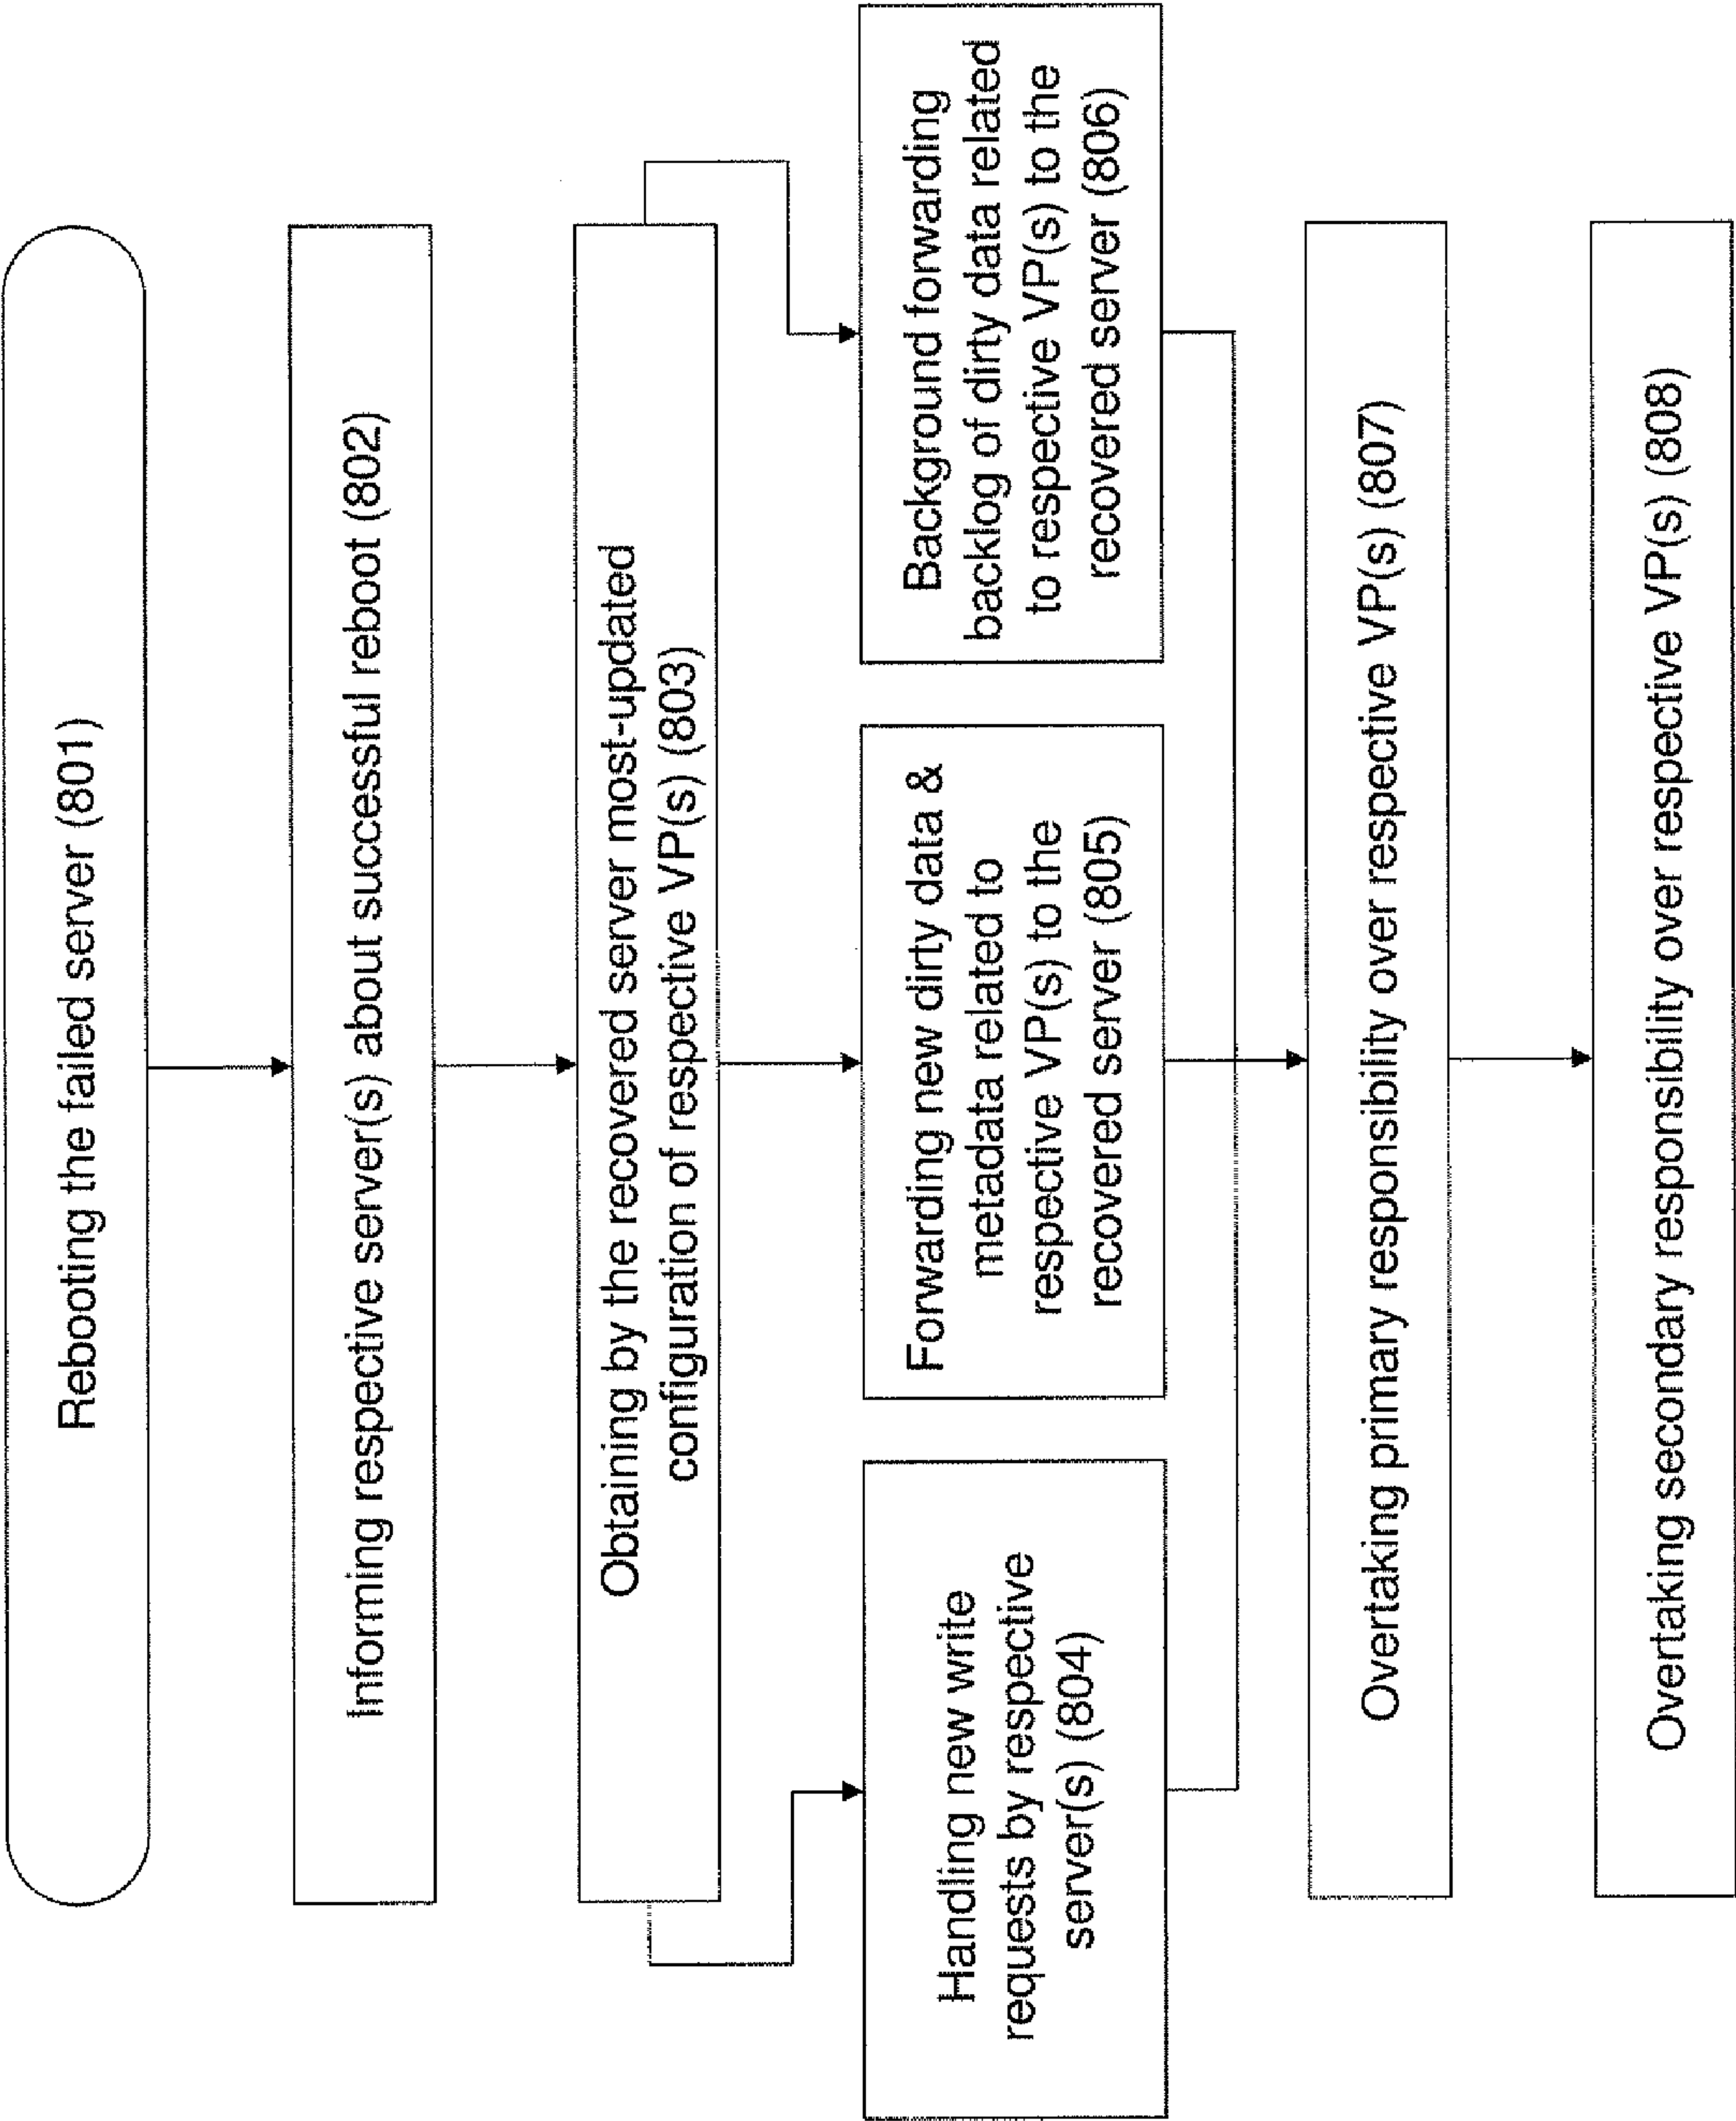 Rebooting the failed server (801)
Informing respective server(s) about successful reboot (802)
Obtaining by the recovered server most-updated
configuration of respective VP(s) (803)
Handling new write
requests by respective
server(s) (804)
Forwarding new dirty data &
metadata related to
respective VP(s) to the
recovered server (805)
Background forwarding
backlog of dirty data related
to respective VP(s) to the
recovered server (806)
Overtaking primary responsibility over respective VP(s) (807)
Overtaking secondary responsibility over respective VP(s) (808)